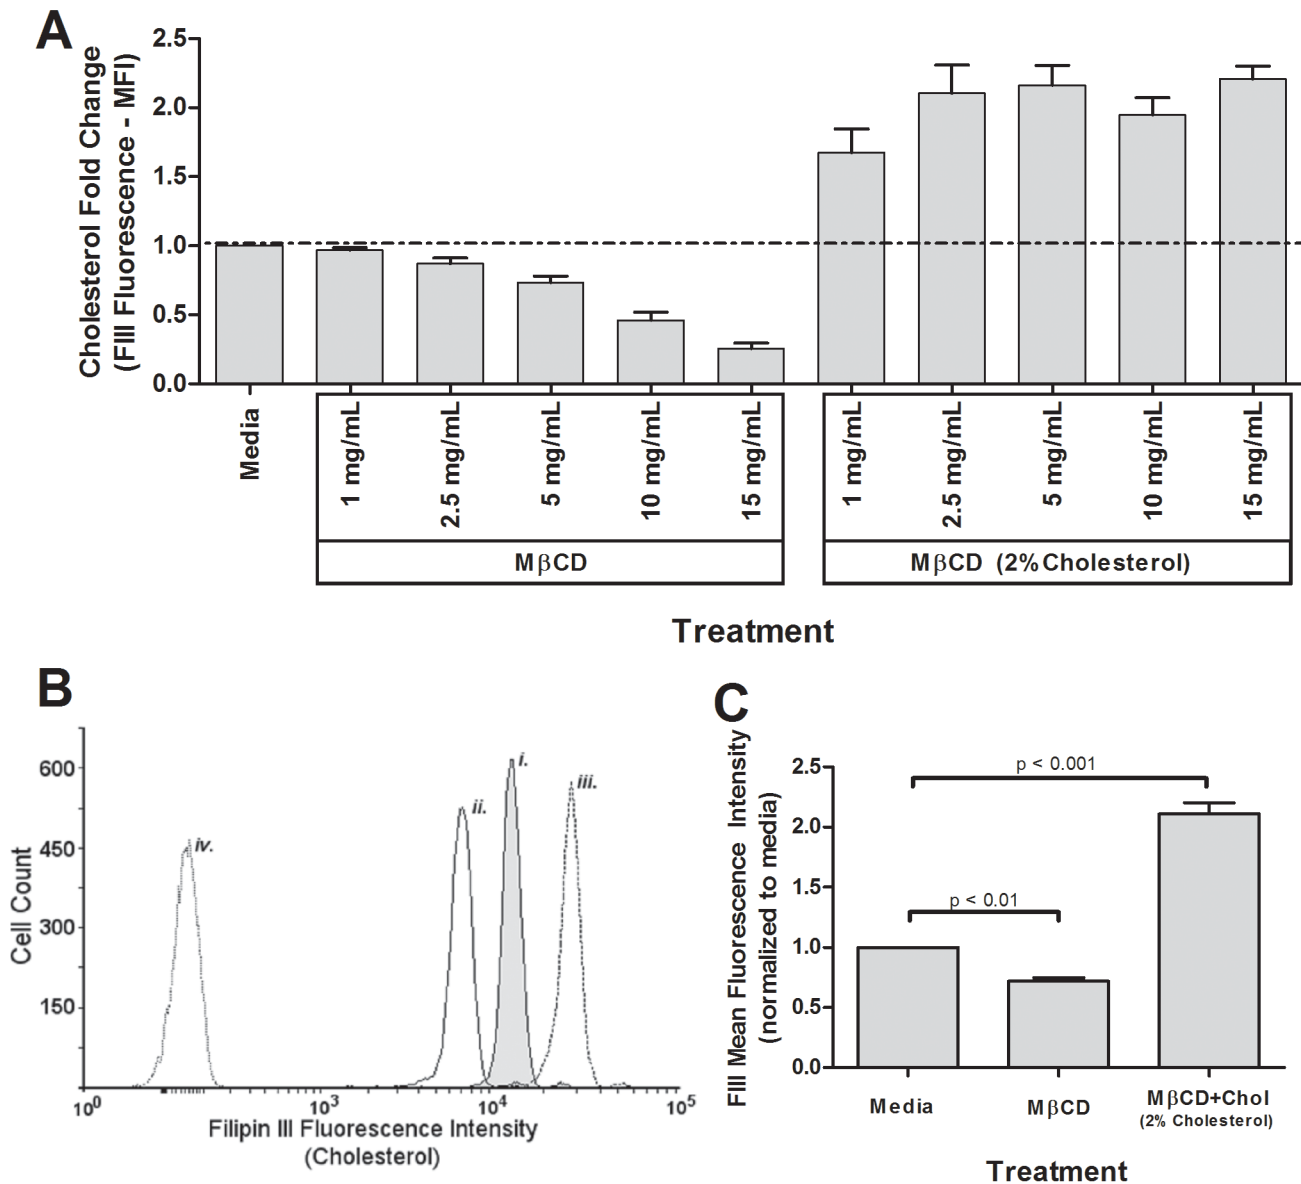 A
Cholesterol Fold Change
(FIII Fluorescence - MFI)
2.5
2.0
1.5
1.0
0.5
0.0
Media
1 mg/mL
2.5 mg/mL
5 mg/mL
10 mg/mL
15 mg/mL
1 mg/mL
2.5 mg/mL
5 mg/mL
10 mg/mL
15 mg/mL
MβCD
MβCD (2%Cholesterol)
Treatment
B
Cell Count
600
450
300
150
i.
ii.
iii.
iv.
10⁰
10³
10⁴
10⁵
Filipin III Fluorescence Intensity
(Cholesterol)
C
FIII Mean Fluorescence Intensity
(normalized to media)
2.5
2.0
1.5
1.0
0.5
0.0
p < 0.001
p < 0.01
Media
MβCD
MβCD+Chol
(2% Cholesterol)
Treatment